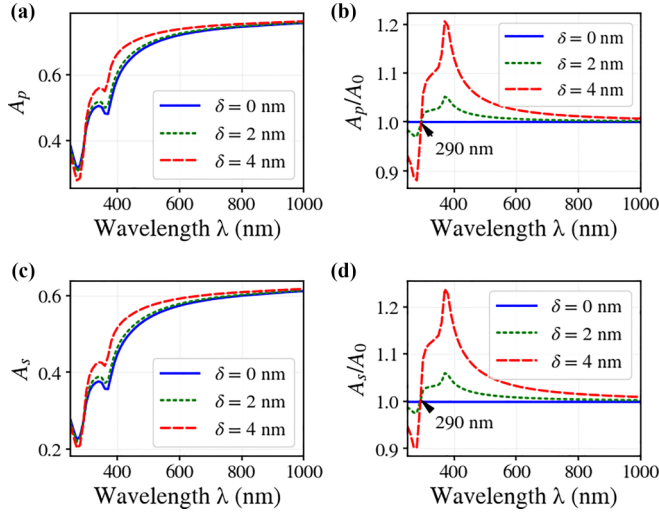 (a)
A_p
0.6
0.4
400
600
800
1000
Wavelength λ (nm)
δ = 0 nm
δ = 2 nm
δ = 4 nm
(b)
A_p/A_0
1.2
1.1
1.0
0.9
400
600
800
1000
Wavelength λ (nm)
δ = 0 nm
δ = 2 nm
δ = 4 nm
290 nm
(c)
A_s
0.6
0.4
0.2
400
600
800
1000
Wavelength λ (nm)
δ = 0 nm
δ = 2 nm
δ = 4 nm
(d)
A_s/A_0
1.2
1.1
1.0
0.9
400
600
800
1000
Wavelength λ (nm)
δ = 0 nm
δ = 2 nm
δ = 4 nm
290 nm